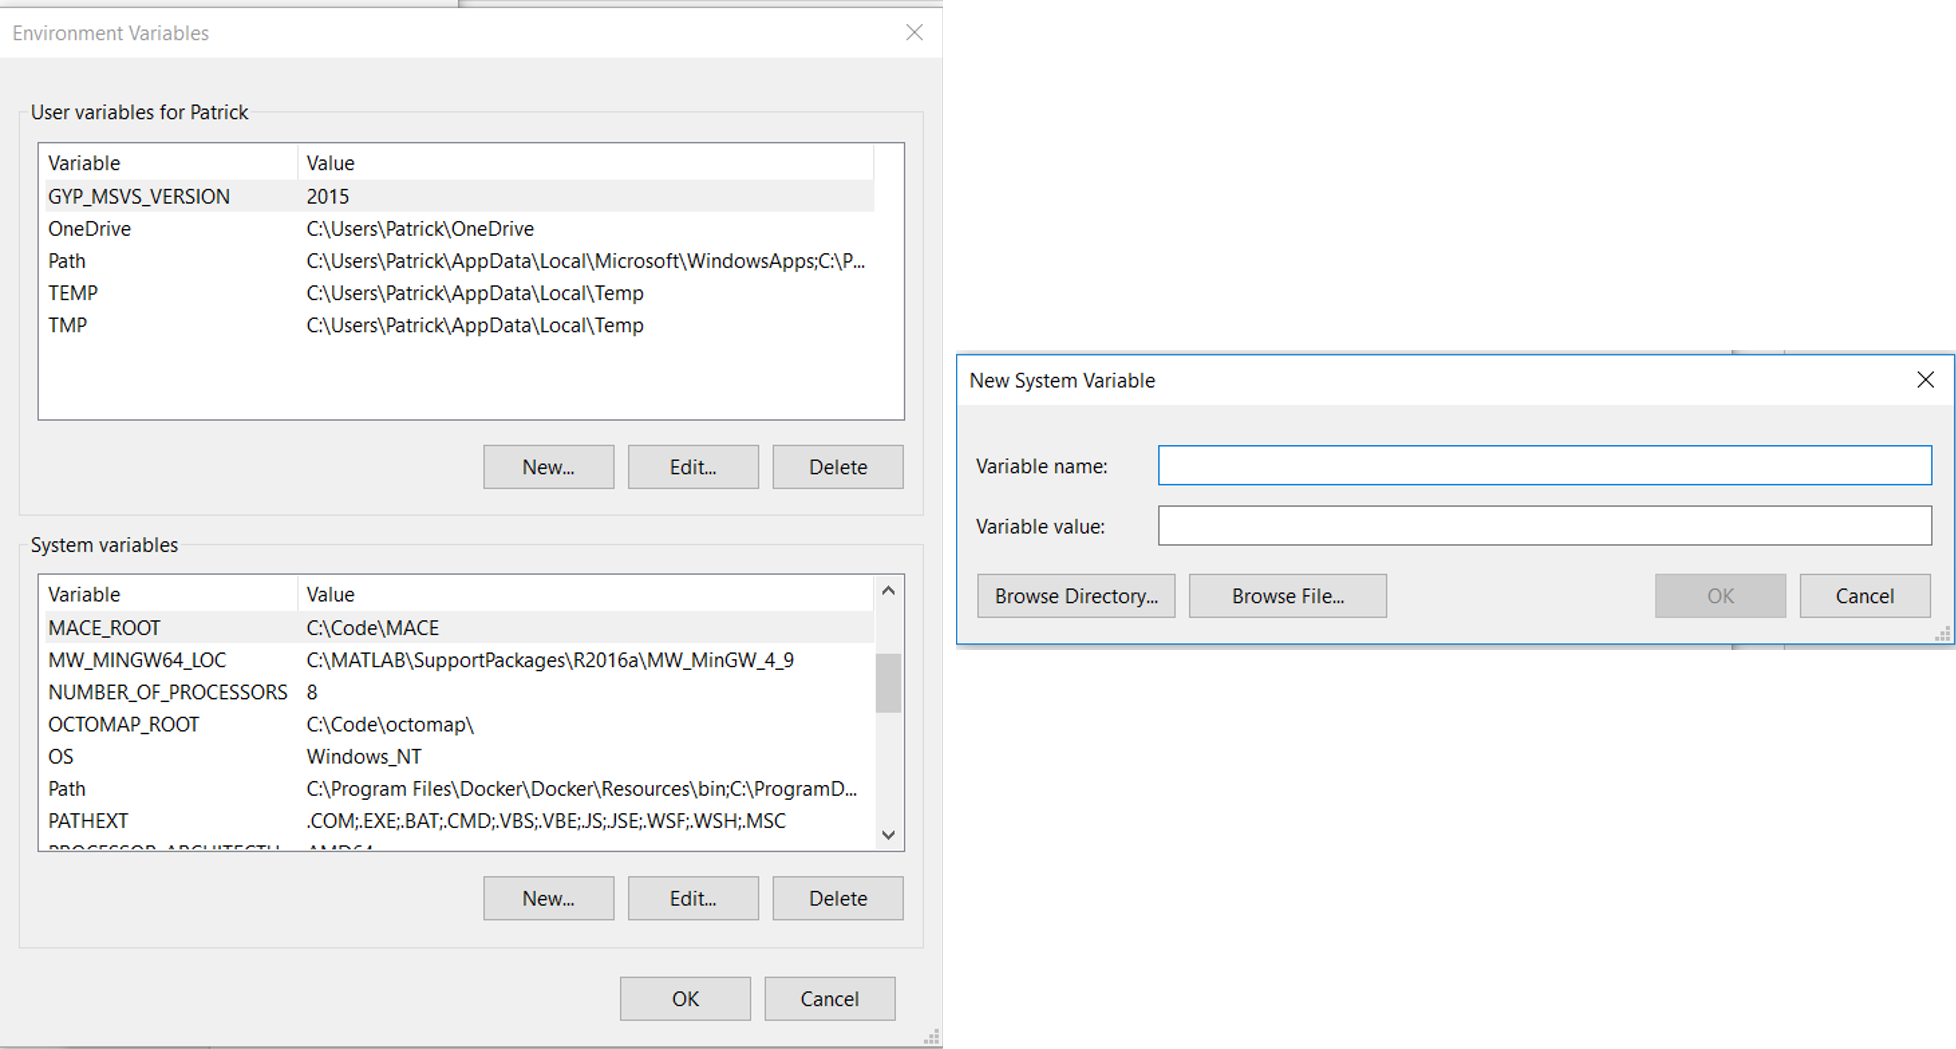 Environment Variables
User variables for Patrick
Variable Value
GYP_MSVS_VERSION 2015
OneDrive C:\Users\Patrick\OneDrive
Path C:\Users\Patrick\AppData\Local\Microsoft\WindowsApps;C:\P...
TEMP C:\Users\Patrick\AppData\Local\Temp
TMP C:\Users\Patrick\AppData\Local\Temp
New... Edit... Delete
System variables
Variable Value
MACE_ROOT C:\Code\MACE
MW_MINGW64_LOC C:\MATLAB\SupportPackages\R2016a\MW_MinGW_4_9
NUMBER_OF_PROCESSORS 8
OCTOMAP_ROOT C:\Code\octomap\
OS Windows_NT
Path C:\Program Files\Docker\Docker\Resources\bin;C:\ProgramD...
PATHEXT .COM;.EXE;.BAT;.CMD;.VBS;.VBE;.JS;.JSE;.WSF;.WSH;.MSC
PROCESSOR_ARCHITECTU... AMD64
New... Edit... Delete
OK Cancel
New System Variable
Variable name:
Variable value:
Browse Directory... Browse File... OK Cancel